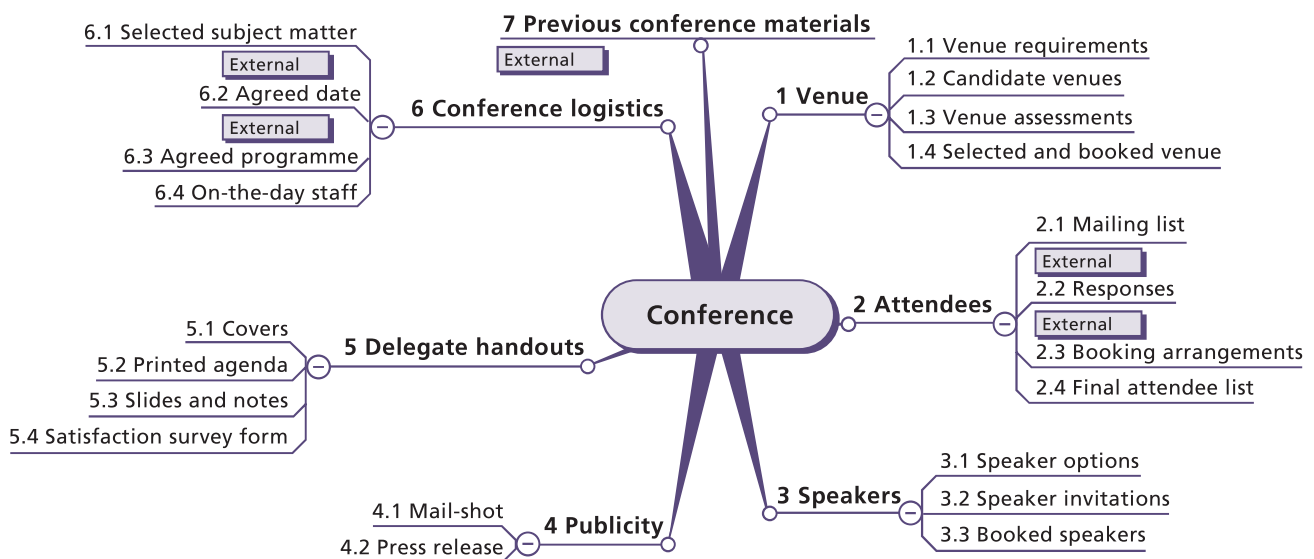 7 Previous conference materials
External
1 Venue
1.1 Venue requirements
1.2 Candidate venues
1.3 Venue assessments
1.4 Selected and booked venue
6 Conference logistics
6.1 Selected subject matter
External
6.2 Agreed date
External
6.3 Agreed programme
6.4 On-the-day staff
Conference
2 Attendees
2.1 Mailing list
External
2.2 Responses
External
2.3 Booking arrangements
2.4 Final attendee list
5 Delegate handouts
5.1 Covers
5.2 Printed agenda
5.3 Slides and notes
5.4 Satisfaction survey form
3 Speakers
3.1 Speaker options
3.2 Speaker invitations
3.3 Booked speakers
4 Publicity
4.1 Mail-shot
4.2 Press release